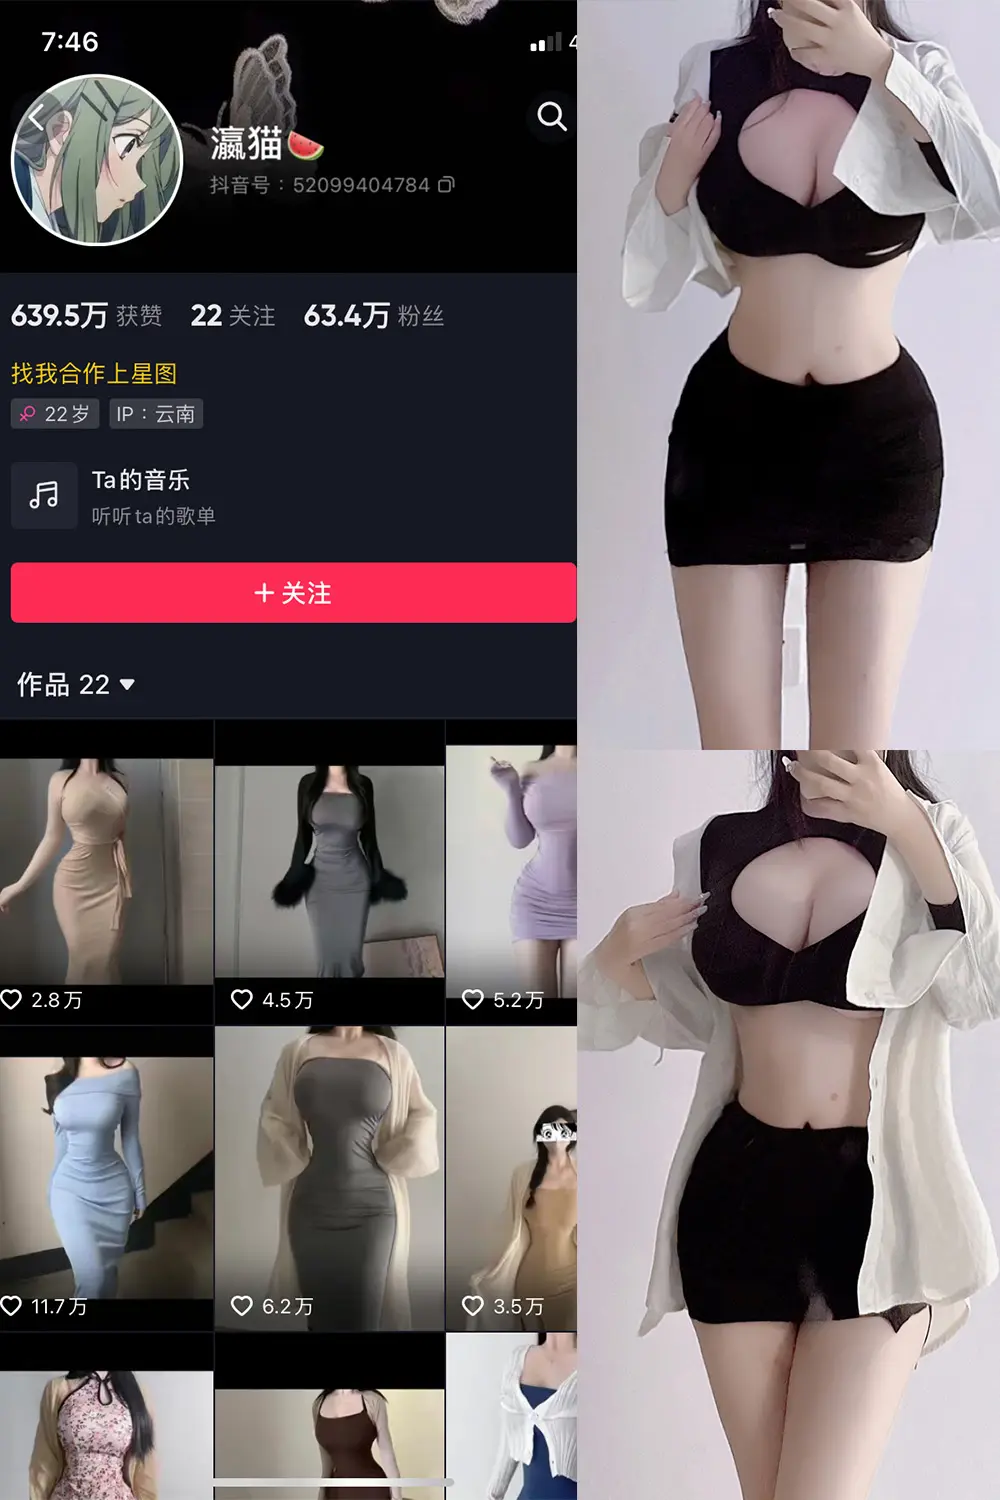 7:46
4
瀛猫🍉
抖音号：52099404784
639.5万 获赞 22 关注 63.4万 粉丝
找我合作上星图
22岁 IP：云南
Ta的音乐
听听ta的歌单
+ 关注
作品 22
2.8万 4.5万 5.2万
11.7万 6.2万 3.5万